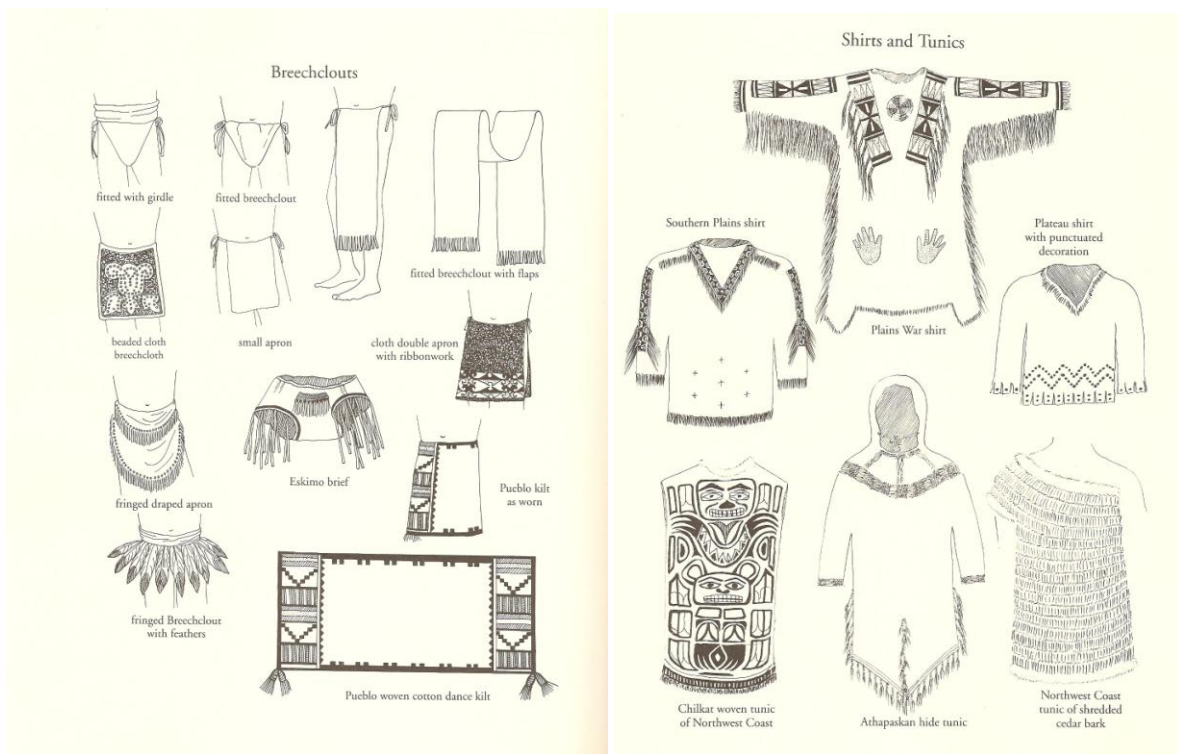 Breechclouts
fitted with girdle
fitted breechclout
fitted breechclout with flaps
beaded cloth
breechcloth
small apron
cloth double apron
with ribbonwork
fringed draped apron
Eskimo brief
Pueblo kilt
as worn
fringed Breechclout
with feathers
Pueblo woven cotton dance kilt
Shirts and Tunics
Southern Plains shirt
Plateau shirt
with punctuated
decoration
Plains War shirt
Chilkat woven tunic
of Northwest Coast
Athapaskan hide tunic
Northwest Coast
tunic of shredded
cedar bark